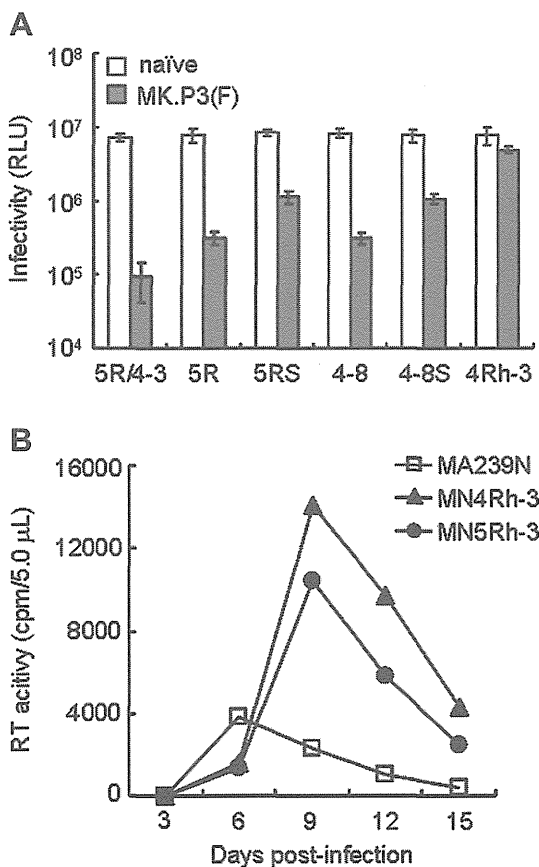 A
naïve
MK.P3(F)
Infectivity (RLU)
10⁸
10⁷
10⁶
10⁵
10⁴
5R/4-3 5R 5RS 4-8 4-8S 4Rh-3
B
MA239N
MN4Rh-3
MN5Rh-3
RT acitivy (cpm/5.0 µL)
16000
12000
8000
4000
0
3 6 9 12 15
Days post-infection